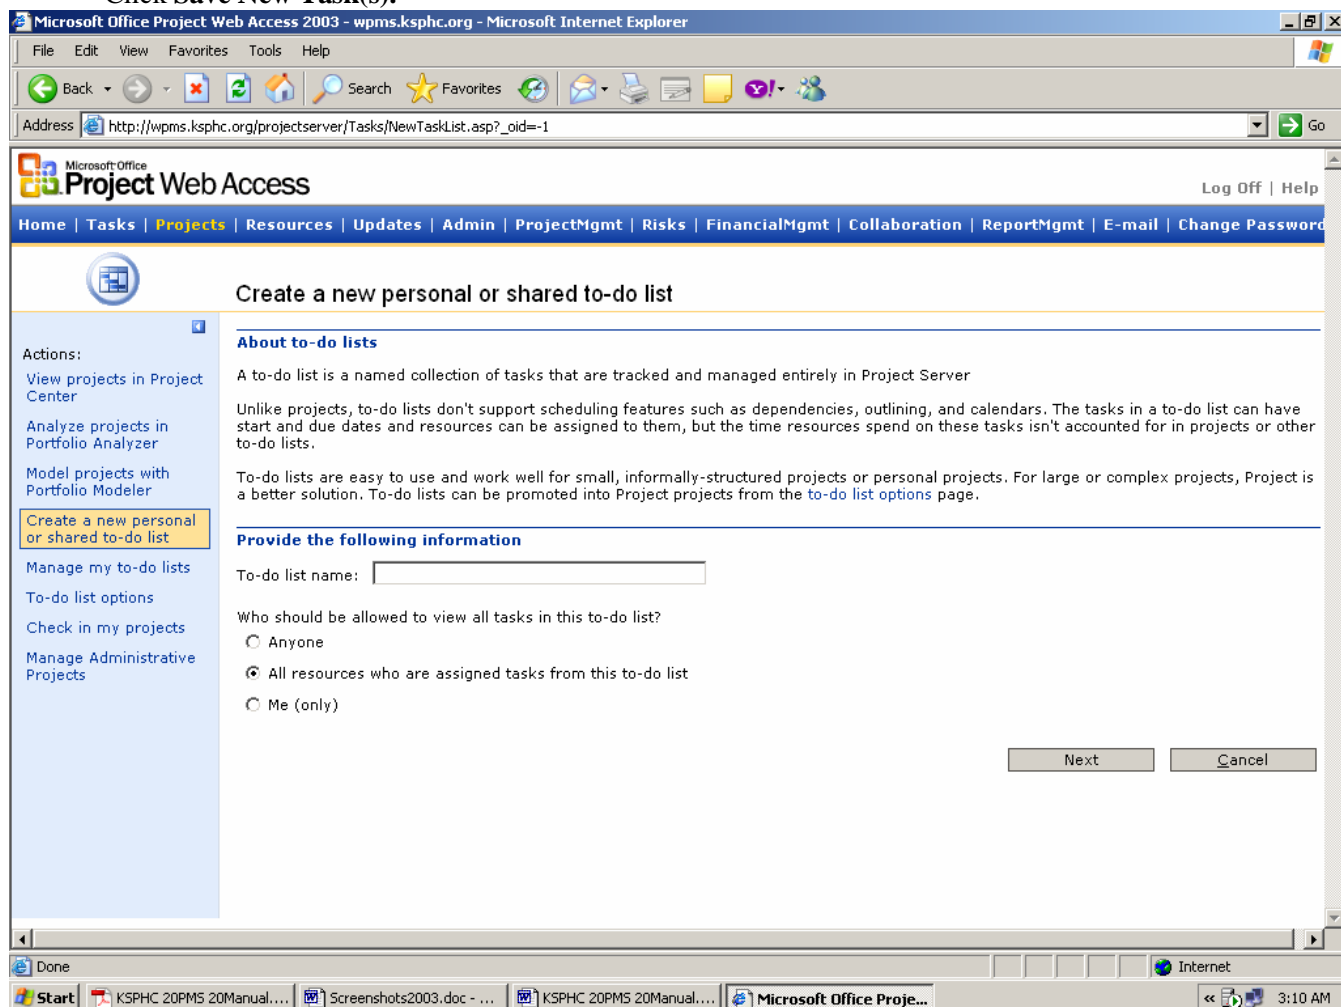 Click Save New Task(s).
Microsoft Office Project Web Access 2003 - wpms.ksphc.org - Microsoft Internet Explorer
File Edit View Favorites Tools Help
Back Search Favorites
Address http://wpms.ksphc.org/projectserver/Tasks/NewTaskList.asp?_oid=-1 Go
Microsoft Office
Project Web Access
Log Off | Help
Home | Tasks | Projects | Resources | Updates | Admin | ProjectMgmt | Risks | FinancialMgmt | Collaboration | ReportMgmt | E-mail | Change Password
Create a new personal or shared to-do list
Actions:
View projects in Project
Center
Analyze projects in
Portfolio Analyzer
Model projects with
Portfolio Modeler
Create a new personal
or shared to-do list
Manage my to-do lists
To-do list options
Check in my projects
Manage Administrative
Projects
About to-do lists
A to-do list is a named collection of tasks that are tracked and managed entirely in Project Server
Unlike projects, to-do lists don't support scheduling features such as dependencies, outlining, and calendars. The tasks in a to-do list can have
start and due dates and resources can be assigned to them, but the time resources spend on these tasks isn't accounted for in projects or other
to-do lists.
To-do lists are easy to use and work well for small, informally-structured projects or personal projects. For large or complex projects, Project is
a better solution. To-do lists can be promoted into Project projects from the to-do list options page.
Provide the following information
To-do list name:
Who should be allowed to view all tasks in this to-do list?
Anyone
All resources who are assigned tasks from this to-do list
Me (only)
Next Cancel
Done Internet
Start KSPHC 20PMS 20Manual.... Screenshots2003.doc - ... KSPHC 20PMS 20Manual.... Microsoft Office Proje... « 3:10 AM